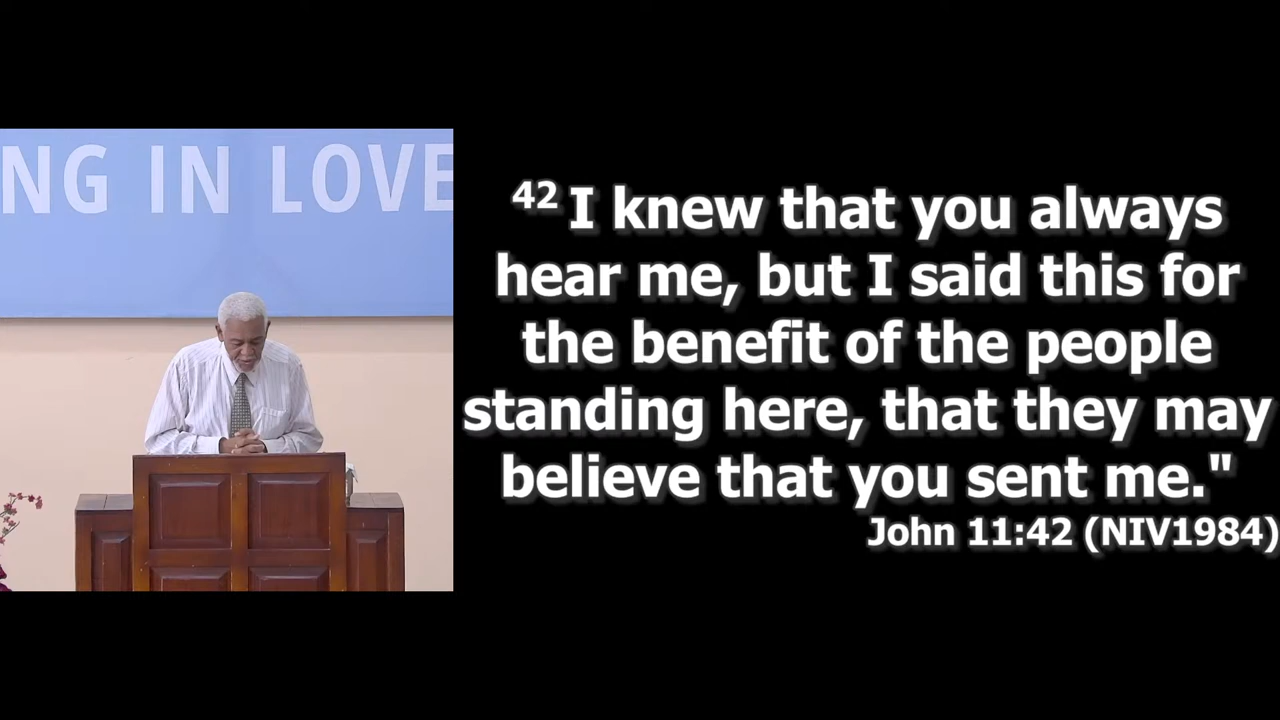 NG IN LOVE
42 I knew that you always
hear me, but I said this for
the benefit of the people
standing here, that they may
believe that you sent me."
John 11:42 (NIV1984)